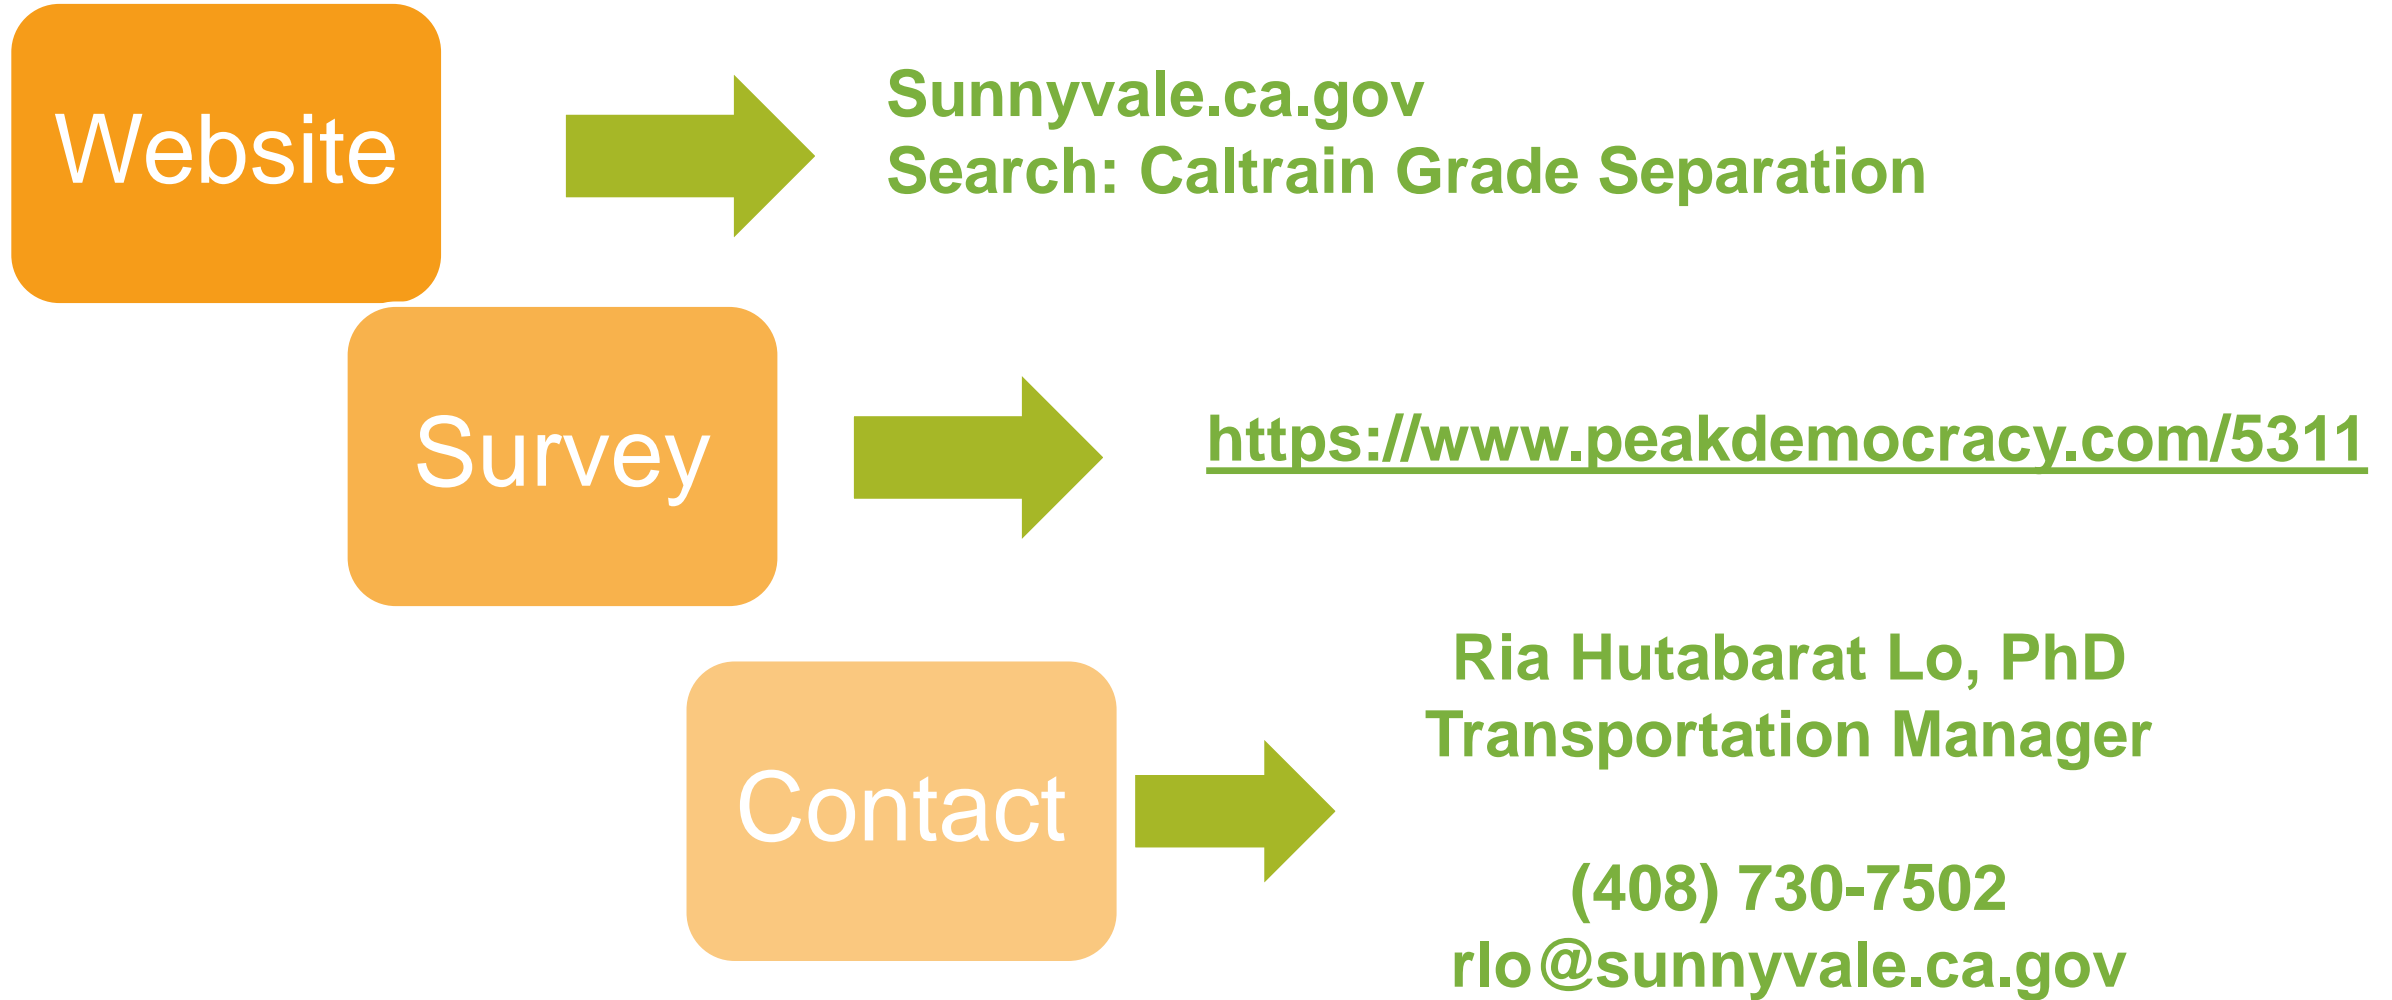 Website
Sunnyvale.ca.gov
Search: Caltrain Grade Separation
Survey
https://www.peakdemocracy.com/5311
Contact
Ria Hutabarat Lo, PhD
Transportation Manager
(408) 730-7502
rlo@sunnyvale.ca.gov